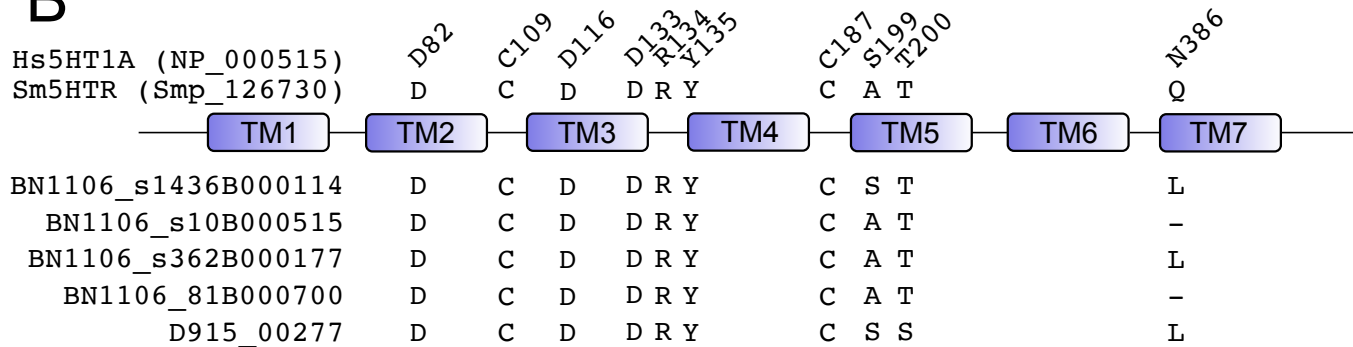 B
D82 C109 D116 D133 R134 Y135 C187 S199 T200 N386
Hs5HT1A (NP_000515)
Sm5HTR (Smp_126730) D C D D R Y C A T Q
TM1 TM2 TM3 TM4 TM5 TM6 TM7
BN1106_s1436B000114 D C D D R Y C S T L
BN1106_s10B000515 D C D D R Y C A T –
BN1106_s362B000177 D C D D R Y C A T L
BN1106_81B000700 D C D D R Y C A T –
D915_00277 D C D D R Y C S S L